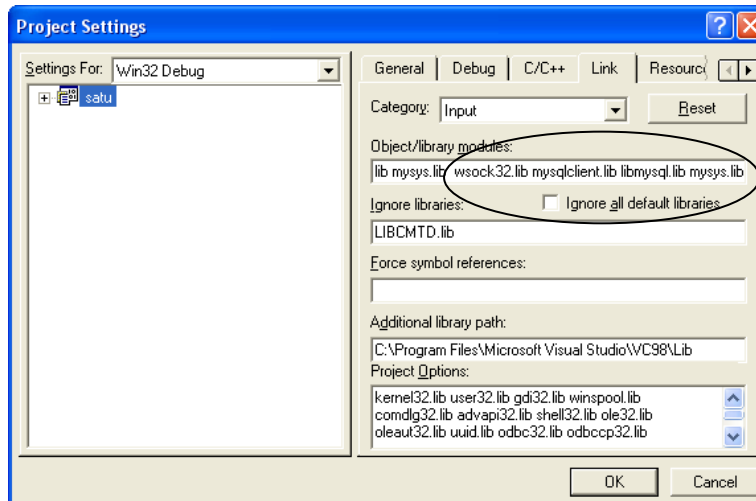 Project Settings
Settings For: Win32 Debug
satu
General Debug C/C++ Link
Category: Input Reset
Object/library modules:
lib mysys.lib wsock32.lib mysqlclient.lib libmysql.lib mysys.lib
Ignore libraries: Ignore all default libraries
LIBCMTD.lib
Force symbol references:
Additional library path:
C:\Program Files\Microsoft Visual Studio\VC98\Lib
Project Options:
kernel32.lib user32.lib gdi32.lib winspool.lib
comdlg32.lib advapi32.lib shell32.lib ole32.lib
oleaut32.lib uuid.lib odbc32.lib odbccp32.lib
OK Cancel